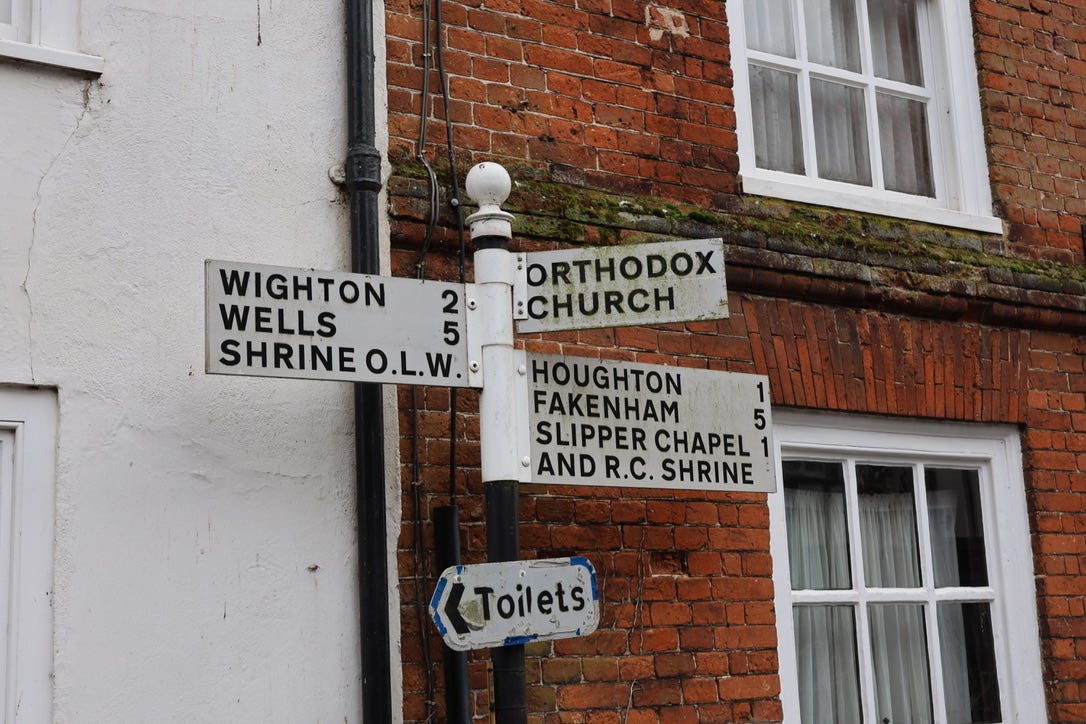 WIGHTON 2
WELLS 5
SHRINE O.L.W.
ORTHODOX
CHURCH
HOUGHTON 1
FAKENHAM 5
SLIPPER CHAPEL 1
AND R.C. SHRINE
Toilets